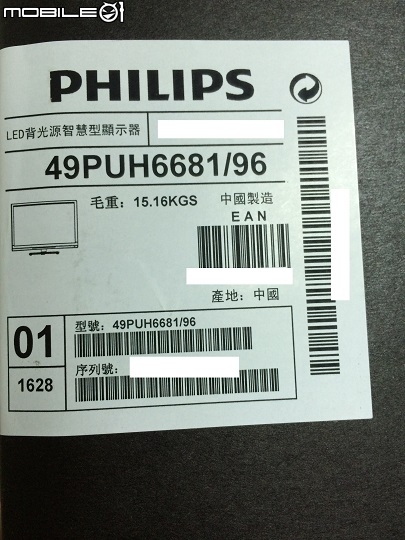 MOBILE01
PHILIPS
LED背光源智慧型顯示器
49PUH6681/96
毛重：15.16KGS
中國製造
EAN
產地：中國
01
1628
型號：49PUH6681/96
序列號：